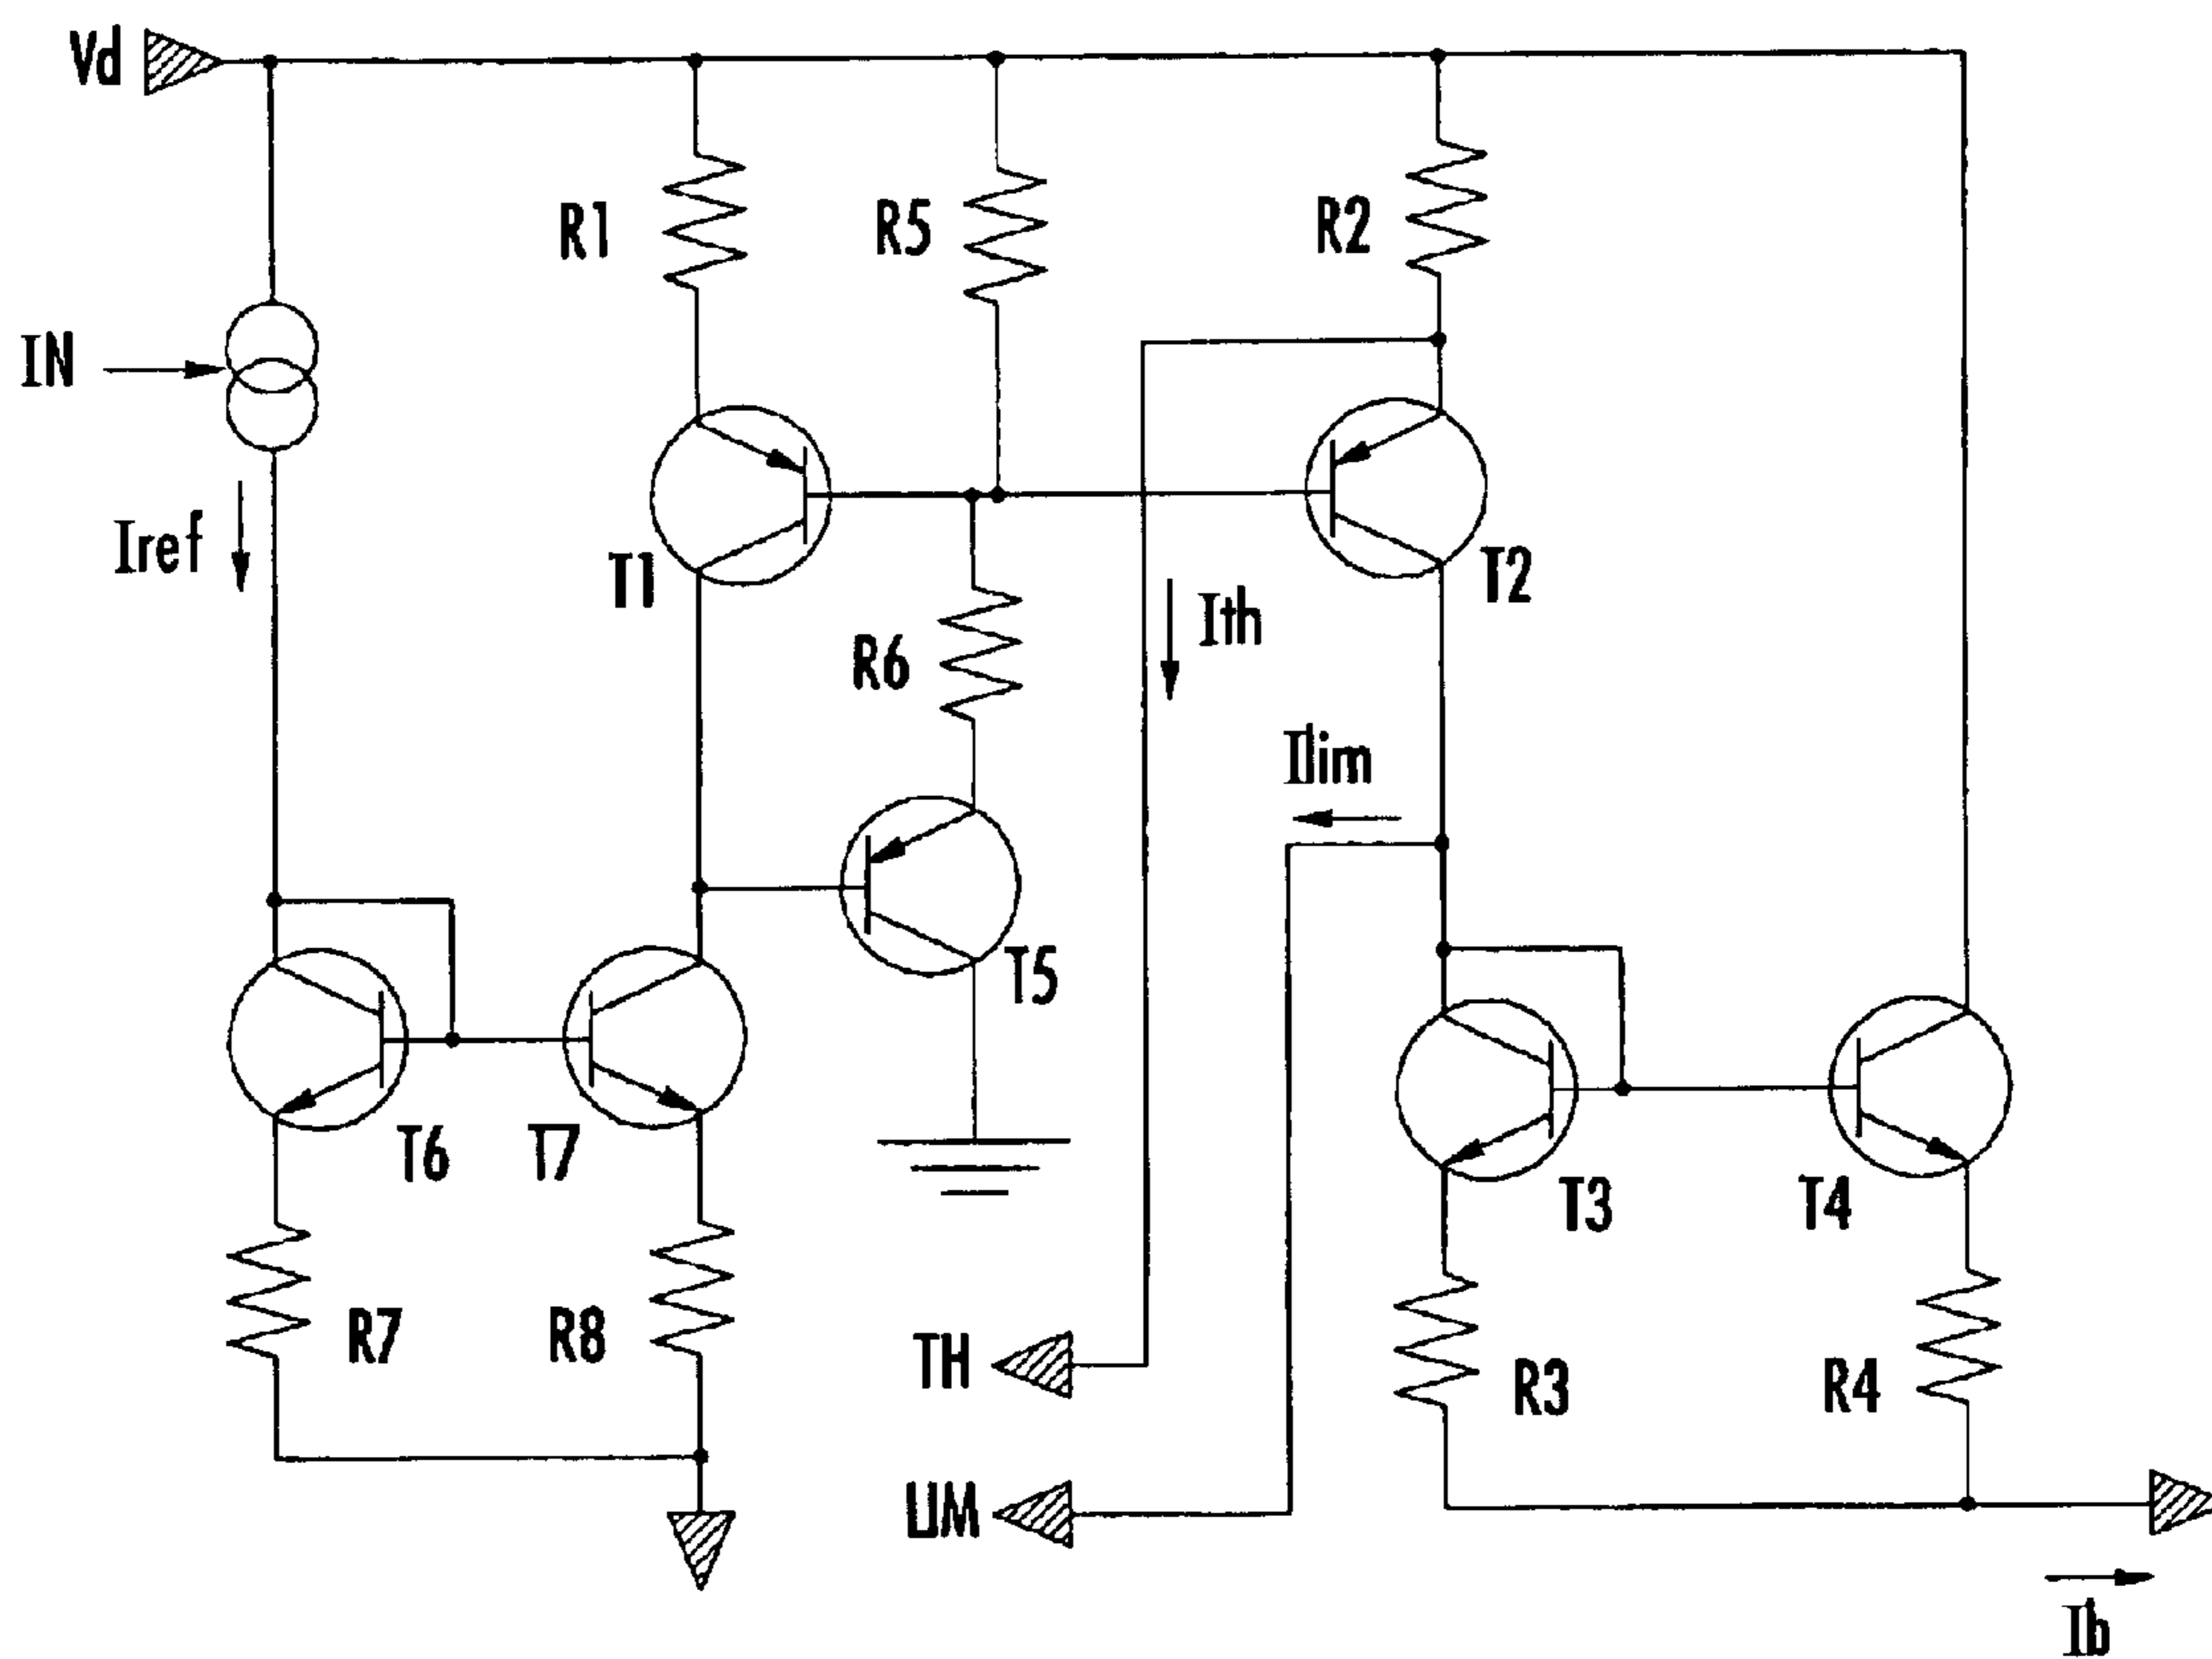 Vd
R1
R5
R2
IN
Iref
T1
T2
Ith
R6
Ilim
T5
T6
T7
T3
T4
R7
R8
TH
R3
R4
LIM
Ib